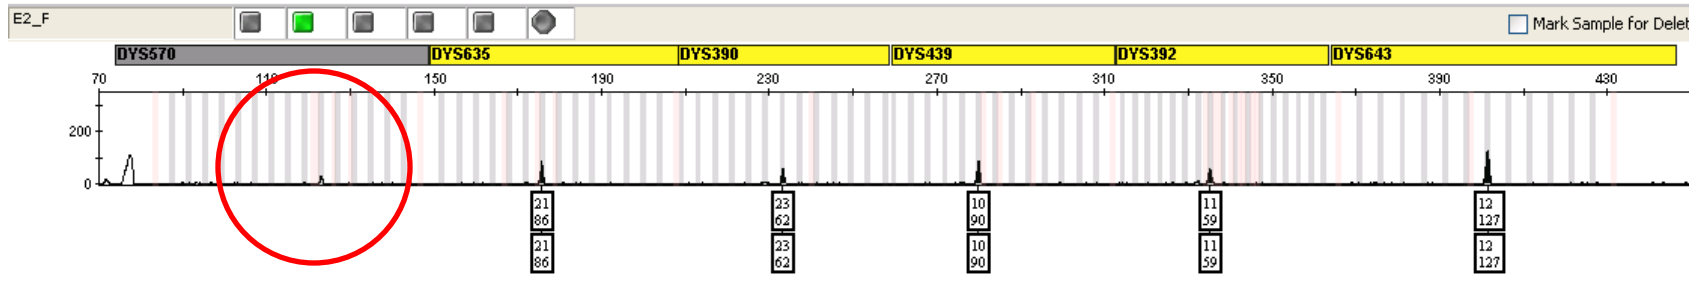 E2_F
Mark Sample for Delet
DYS570 DYS635 DYS390 DYS439 DYS392 DYS643
70 110 150 190 230 270 310 350 390 430
200
0
21 23 10 11 12
86 62 90 59 127
21 23 10 11 12
86 62 90 59 127